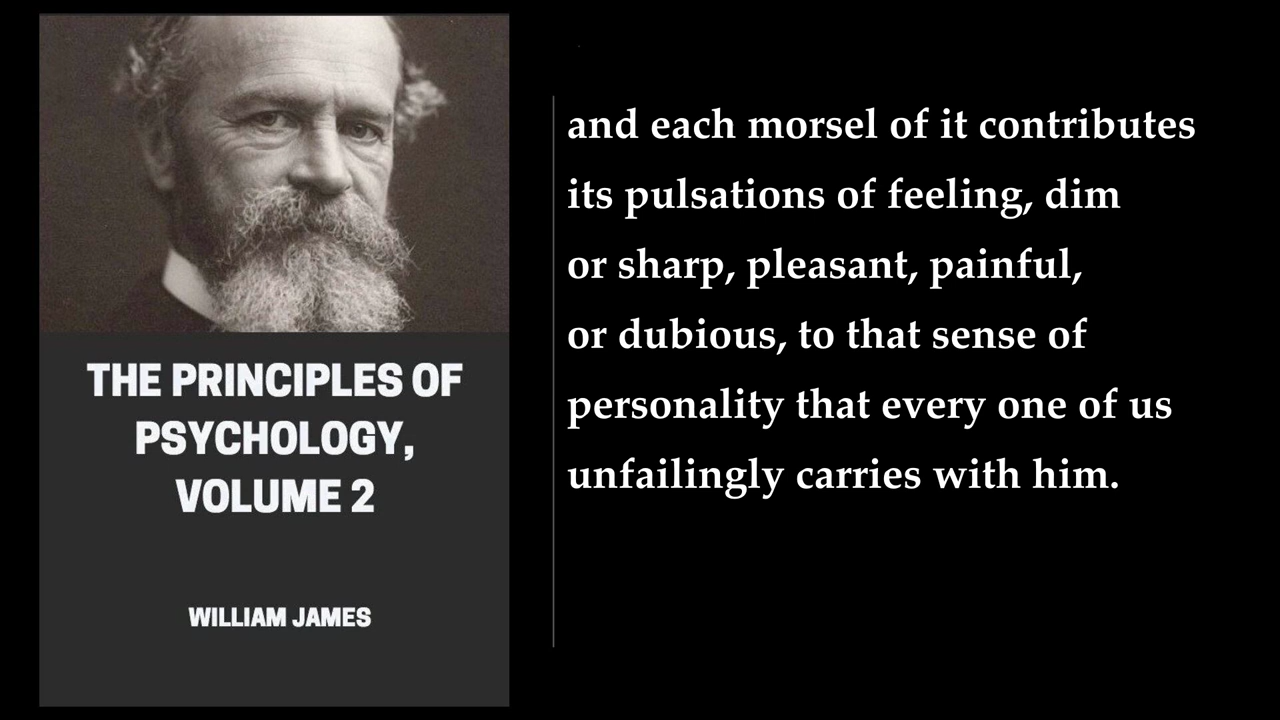 THE PRINCIPLES OF
PSYCHOLOGY,
VOLUME 2
WILLIAM JAMES
and each morsel of it contributes
its pulsations of feeling, dim
or sharp, pleasant, painful,
or dubious, to that sense of
personality that every one of us
unfailingly carries with him.